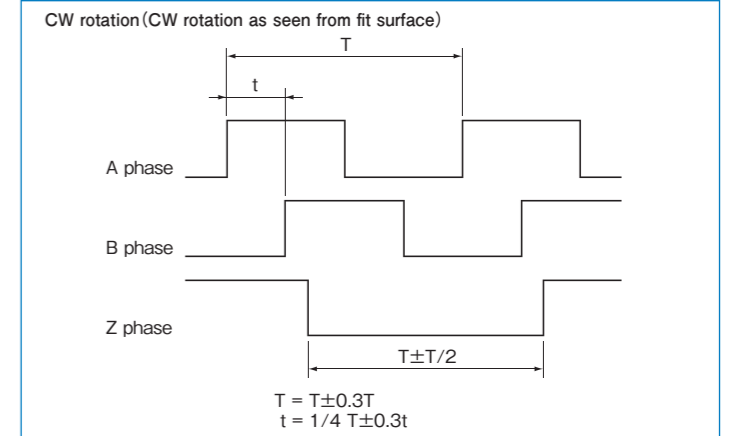 CW rotation(CW rotation as seen from fit surface)
T
t
A phase
B phase
Z phase
T±T/2
T = T±0.3T
t = 1/4 T±0.3t